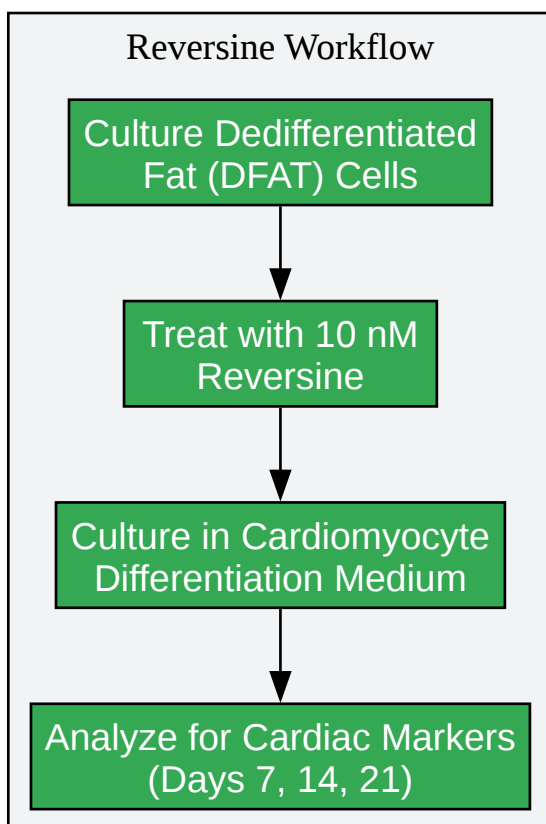 Reversine Workflow
Culture Dedifferentiated
Fat (DFAT) Cells
Treat with 10 nM
Reversine
Culture in Cardiomyocyte
Differentiation Medium
Analyze for Cardiac Markers
(Days 7, 14, 21)